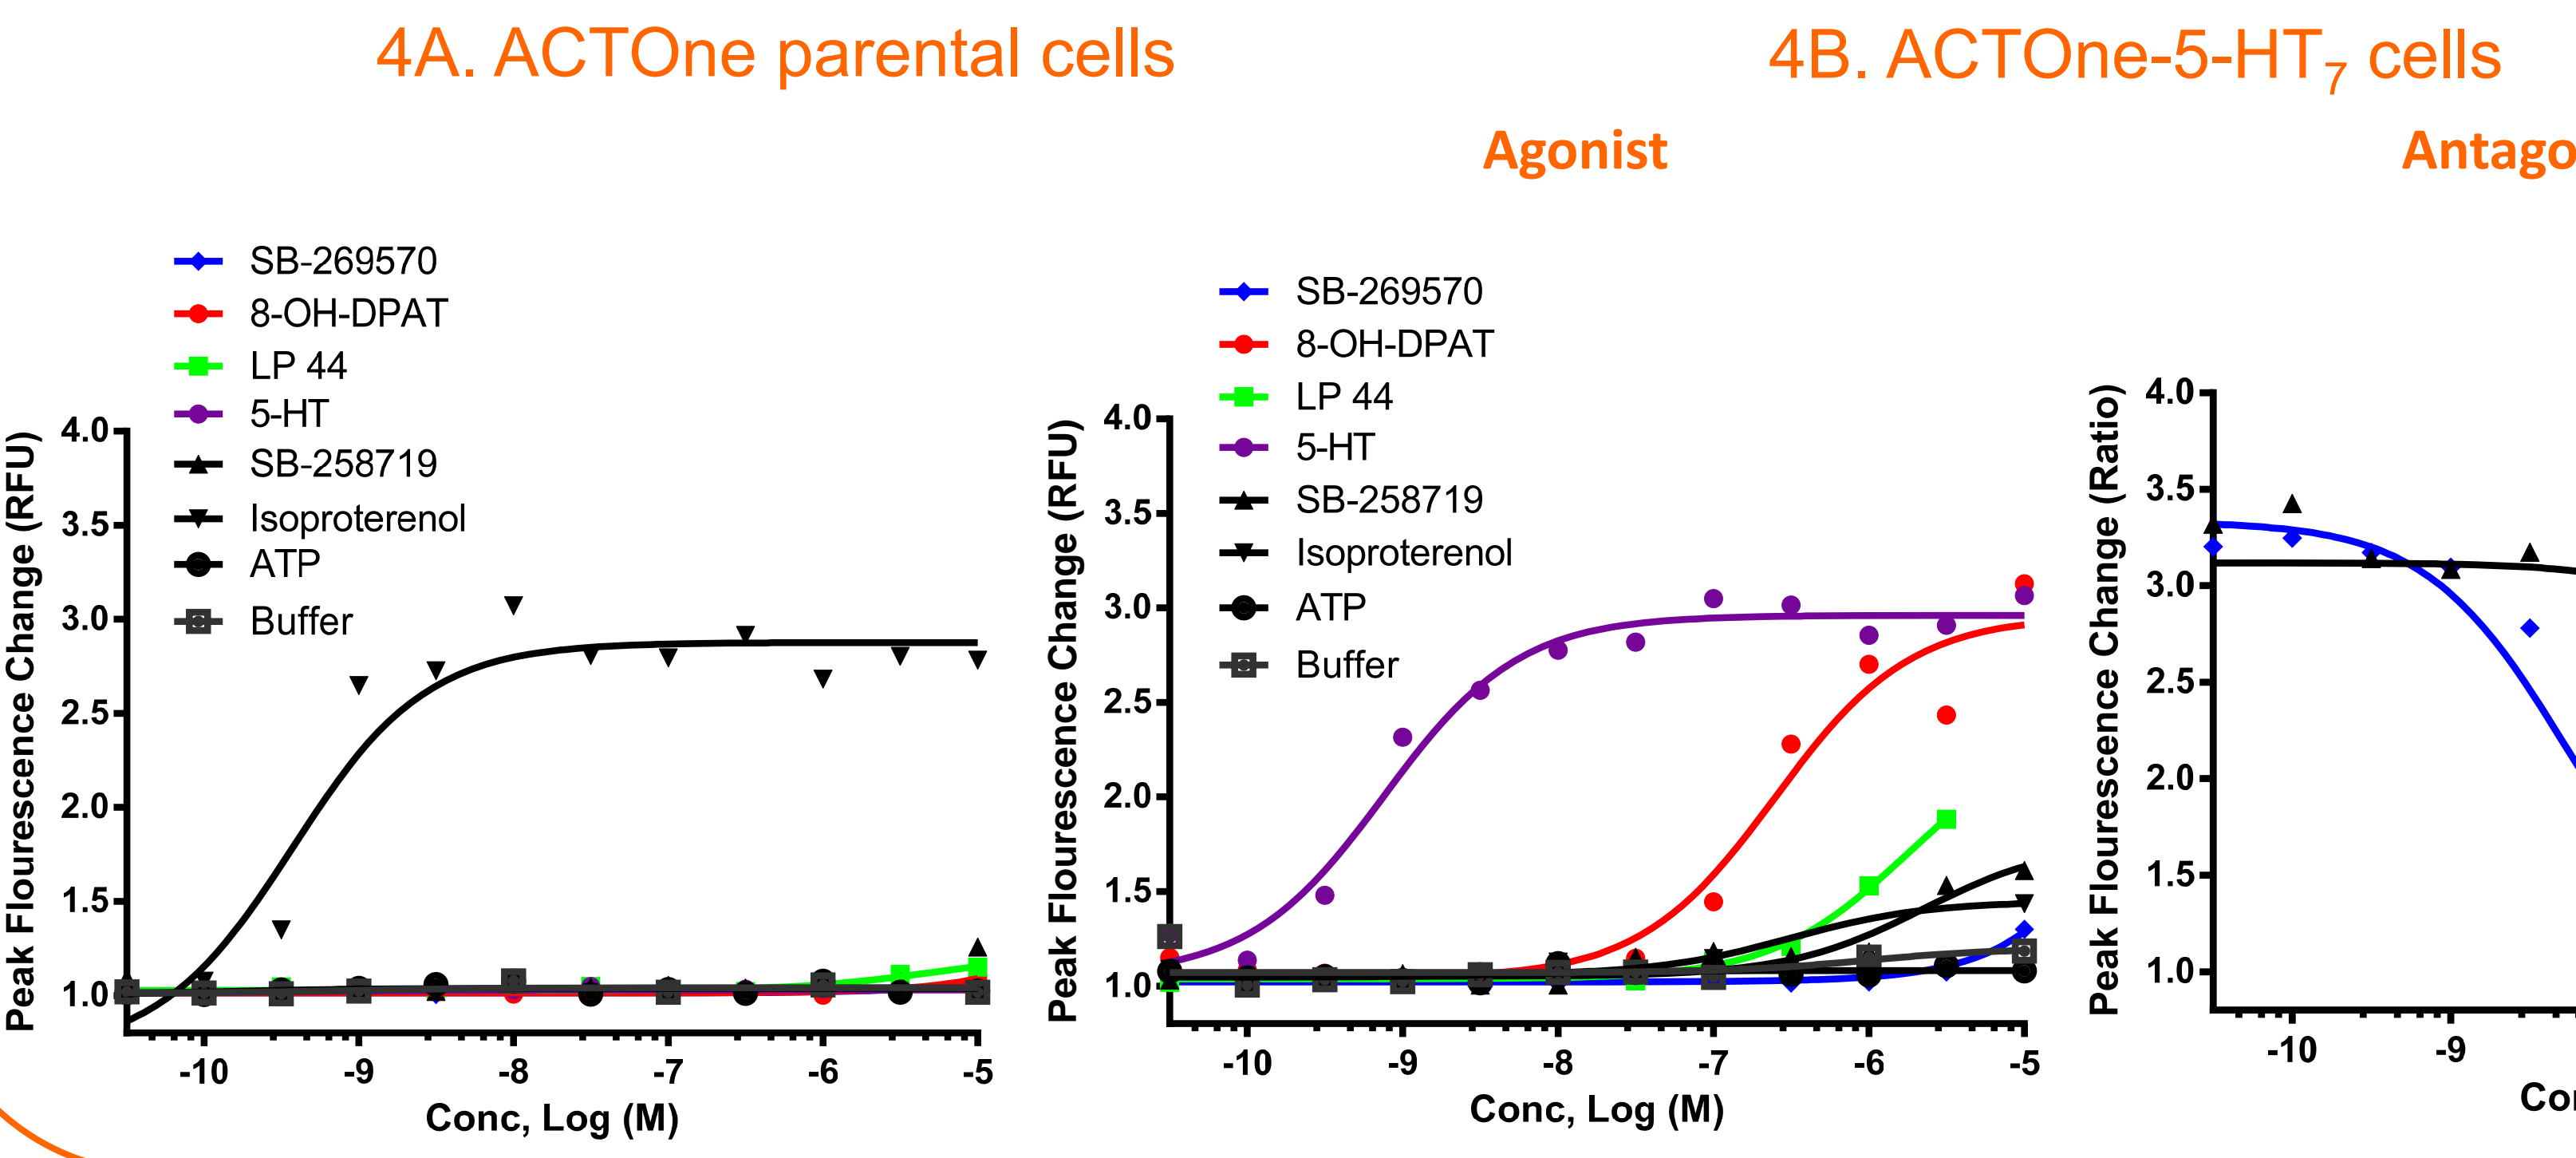 4A. ACTOne parental cells
4B. ACTOne-5-HT₇ cells
Agonist
Antago
SB-269570
8-OH-DPAT
LP 44
5-HT
SB-258719
Isoproterenol
ATP
Buffer
Peak Flourescence Change (RFU)
4.0
3.5
3.0
2.5
2.0
1.5
1.0
-10 -9 -8 -7 -6 -5
Conc, Log (M)
SB-269570
8-OH-DPAT
LP 44
5-HT
SB-258719
Isoproterenol
ATP
Buffer
Peak Flourescence Change (RFU)
4.0
3.5
3.0
2.5
2.0
1.5
1.0
-10 -9 -8 -7 -6 -5
Conc, Log (M)
Peak Flourescence Change (Ratio)
4.0
3.5
3.0
2.5
2.0
1.5
1.0
-10 -9
Co